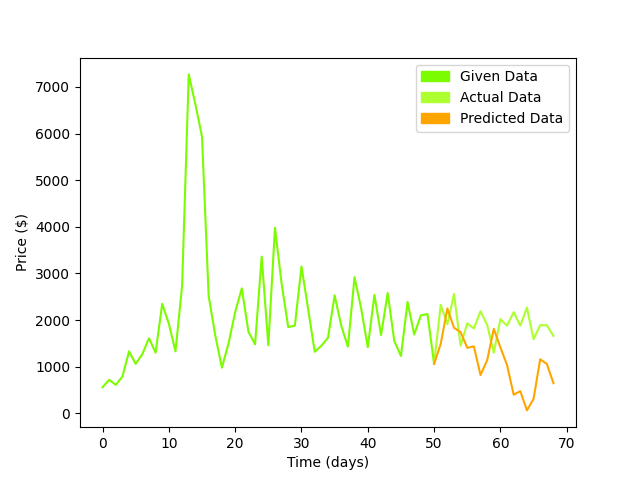 Given Data
Actual Data
Predicted Data
7000
6000
5000
4000
3000
2000
1000
0
Price ($)
0 10 20 30 40 50 60 70
Time (days)